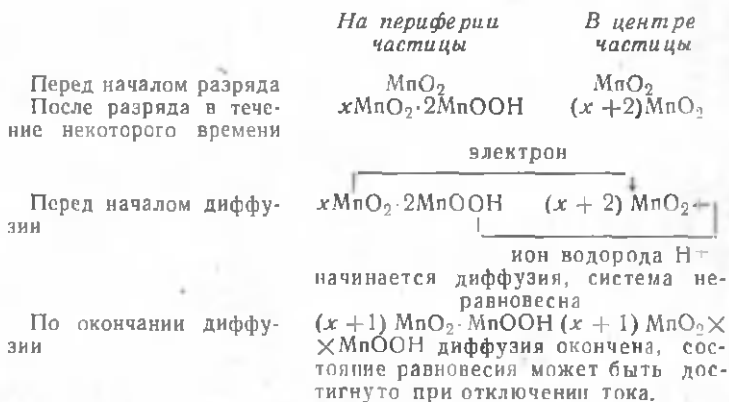 На периферии В центре
частицы частицы
Перед началом разряда MnO₂ MnO₂
После разряда в тече- xMnO₂·2MnOOH (x +2)MnO₂
ние некоторого времени
электрон
Перед началом диффу- xMnO₂·2MnOOH (x + 2) MnO₂
зии
ион водорода H⁺
начинается диффузия, система не-
равновесна
По окончании диффу- (x +1) MnO₂·MnOOH (x + 1) MnO₂×
зии ×MnOOH диффузия окончена, сос-
тояние равновесия может быть дос-
тигнуто при отключении тока.